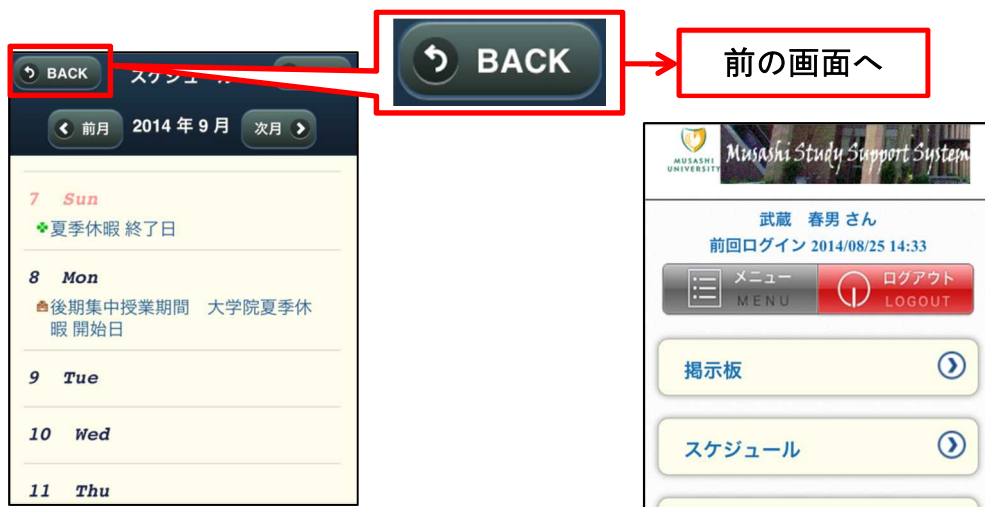 BACK
スケジュール
前月
2014 年 9 月
次月
7 Sun
夏季休暇 終了日
8 Mon
後期集中授業期間　大学院夏季休
暇 開始日
9 Tue
10 Wed
11 Thu
BACK
前の画面へ
MUSASHI
UNIVERSITY
Musashi Study Support System
武蔵　春男 さん
前回ログイン 2014/08/25 14:33
メニュー
MENU
ログアウト
LOGOUT
掲示板
スケジュール